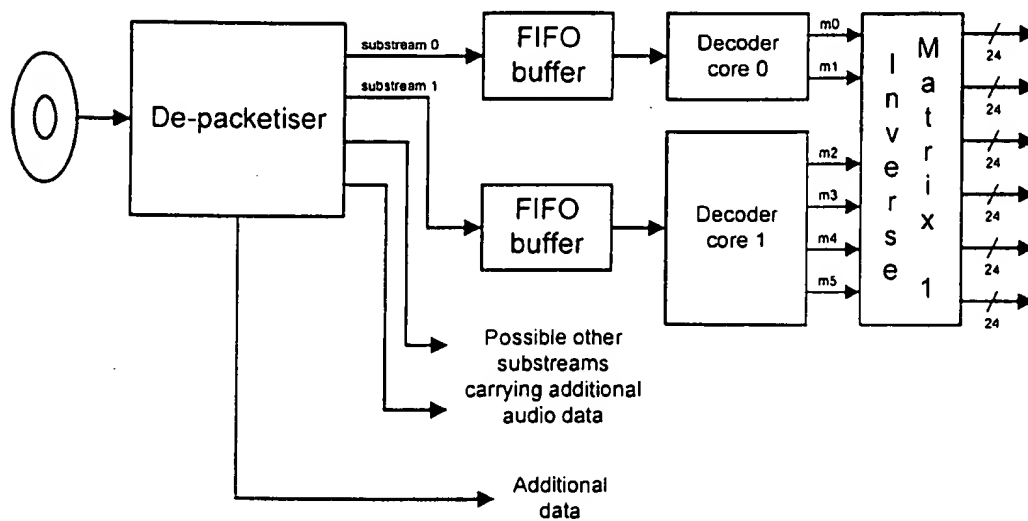 De-packetiser
substream 0
substream 1
FIFO
buffer
FIFO
buffer
Decoder
core 0
Decoder
core 1
m0
m1
m2
m3
m4
m5
Inverse
Matrix 1
24
24
24
24
24
24
Possible other
substreams
carrying additional
audio data
Additional
data